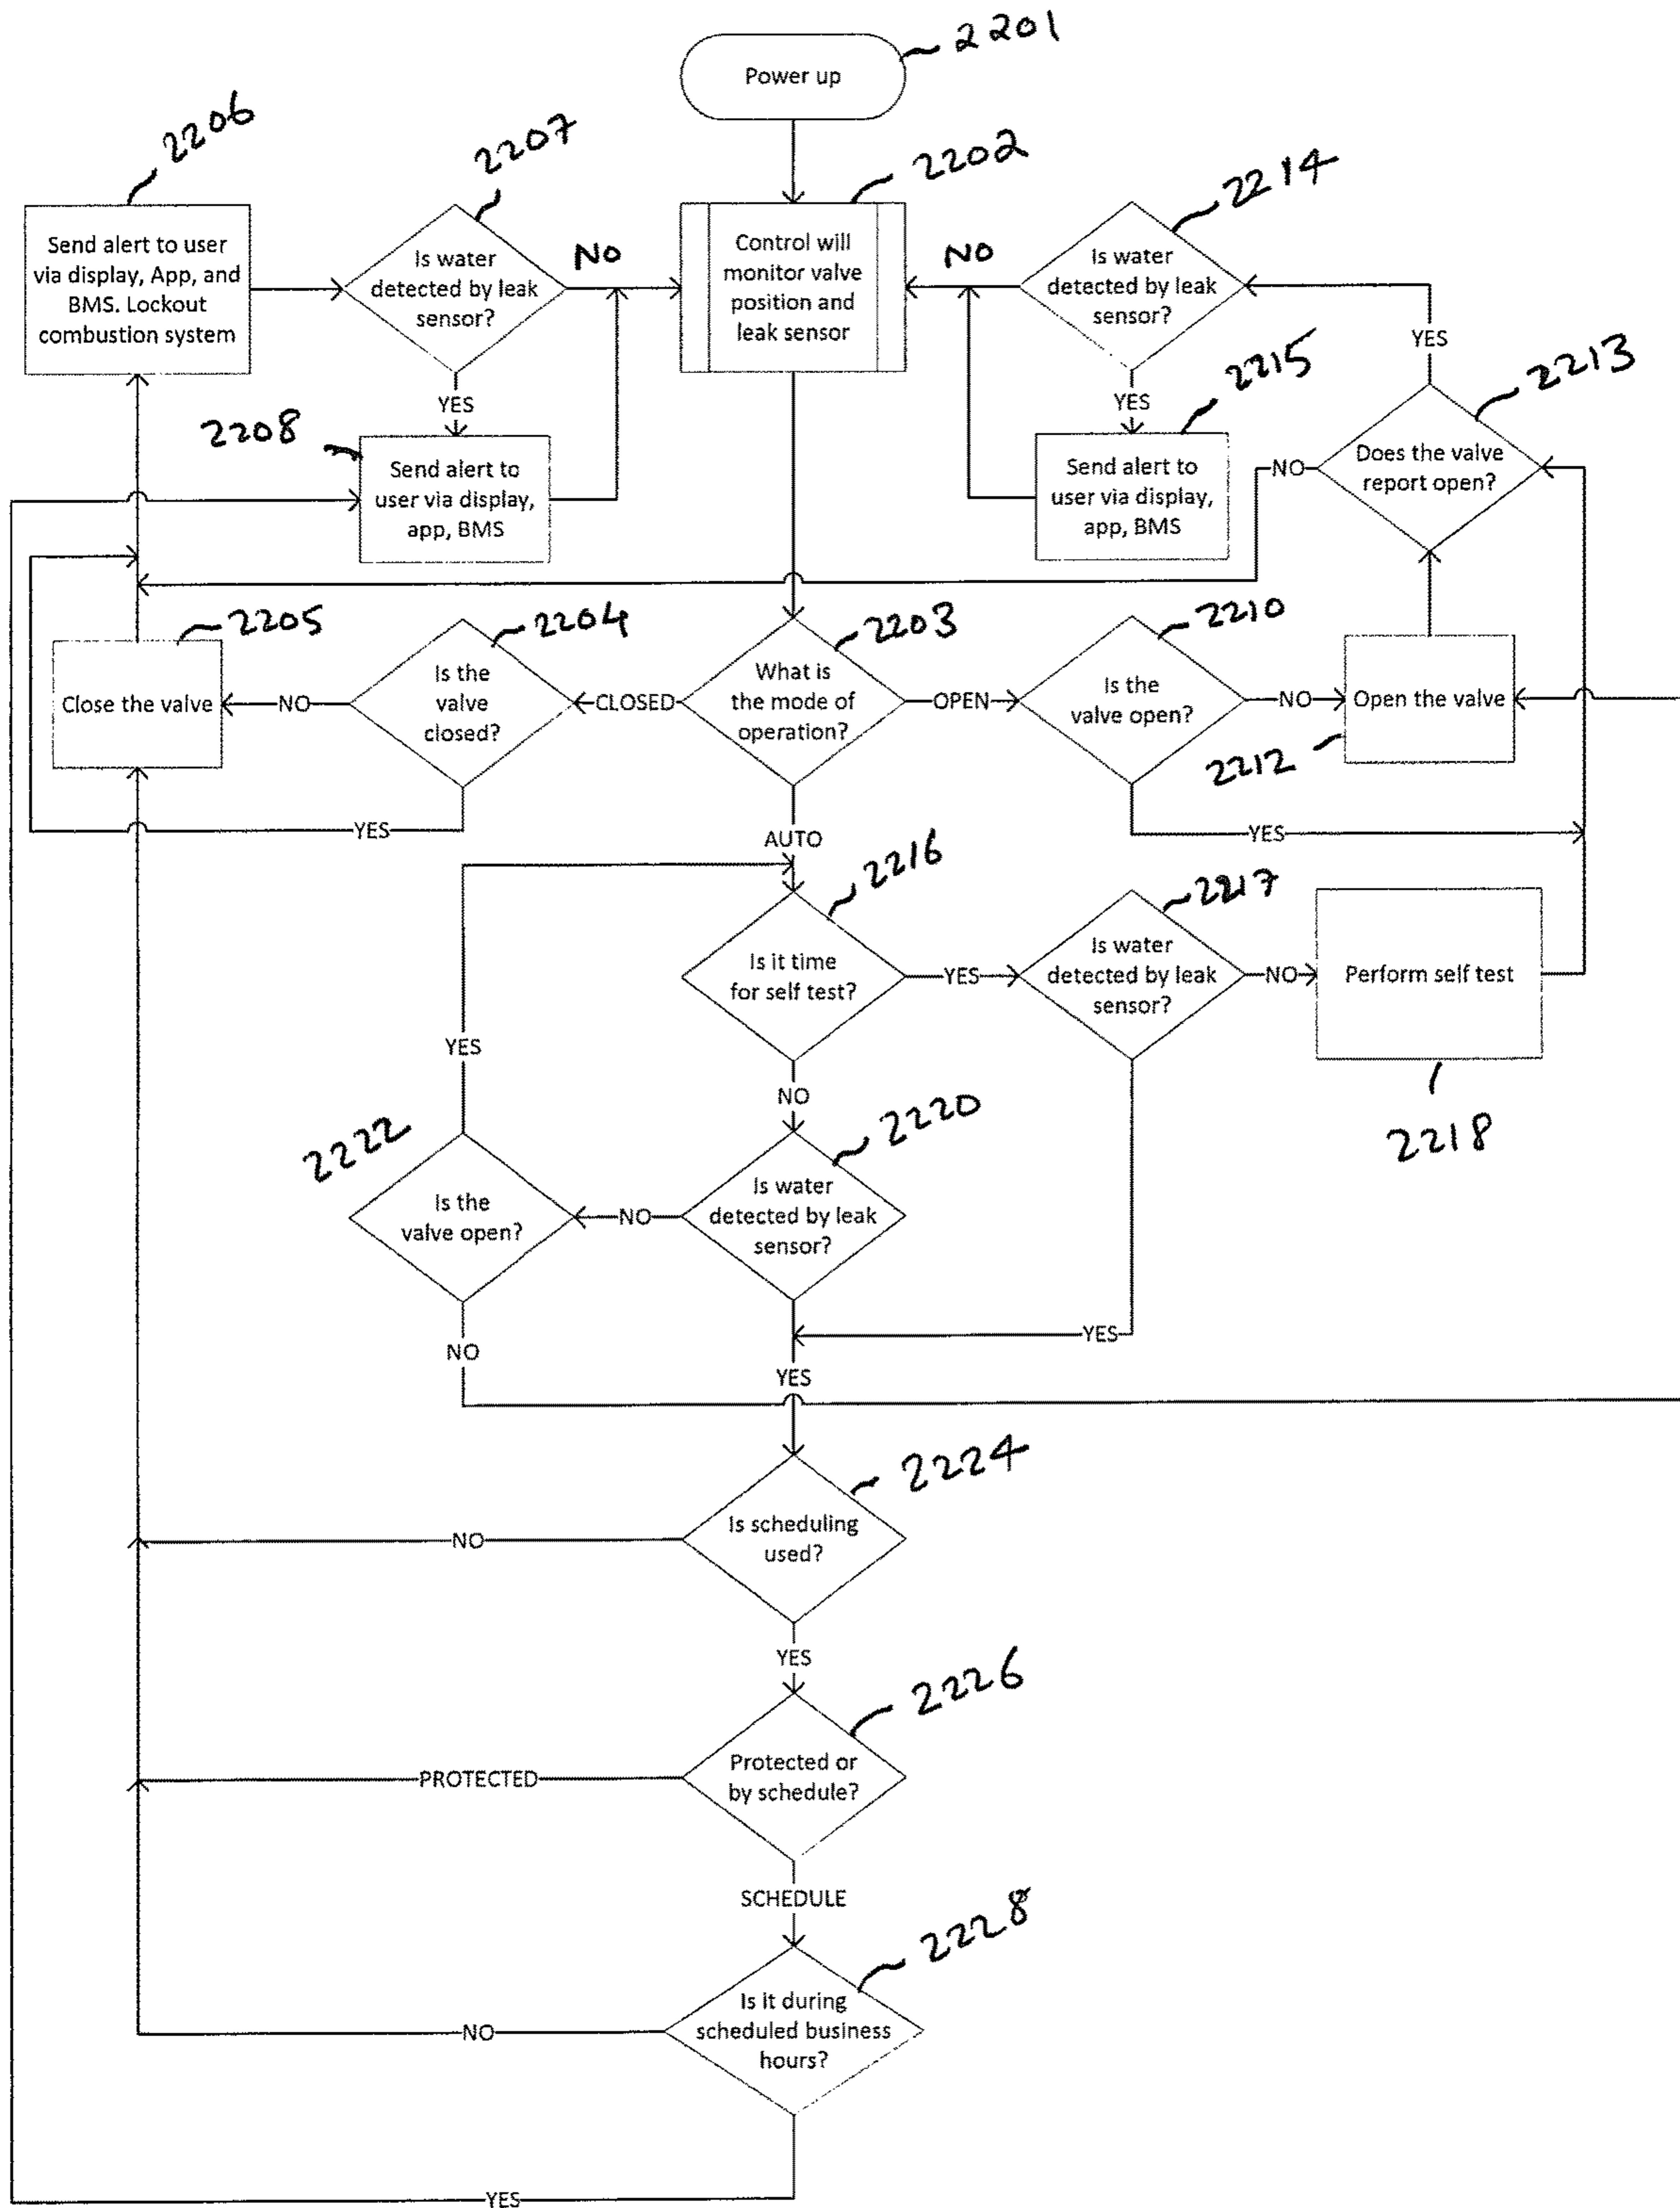 2201
Power up
2206
2207
2202
2214
Send alert to user
via display, App, and
BMS. Lockout
combustion system
Is water
detected by leak
sensor?
NO
Control will
monitor valve
position and
leak sensor
NO
Is water
detected by leak
sensor?
YES
YES
YES
2208
Send alert to
user via display,
app, BMS
2215
Send alert to
user via display,
app, BMS
2213
Does the valve
report open?
NO
2205
Close the valve
NO
2204
Is the
valve
closed?
CLOSED
2203
What is
the mode of
operation?
OPEN
2210
Is the
valve open?
NO
Open the valve
2212
YES
AUTO
YES
2216
Is it time
for self test?
YES
2217
Is water
detected by leak
sensor?
NO
Perform self test
2218
YES
NO
2222
Is the
valve open?
NO
2220
Is water
detected by leak
sensor?
YES
NO
YES
2224
Is scheduling
used?
NO
YES
2226
Protected or
by schedule?
PROTECTED
SCHEDULE
2228
Is it during
scheduled business
hours?
NO
YES